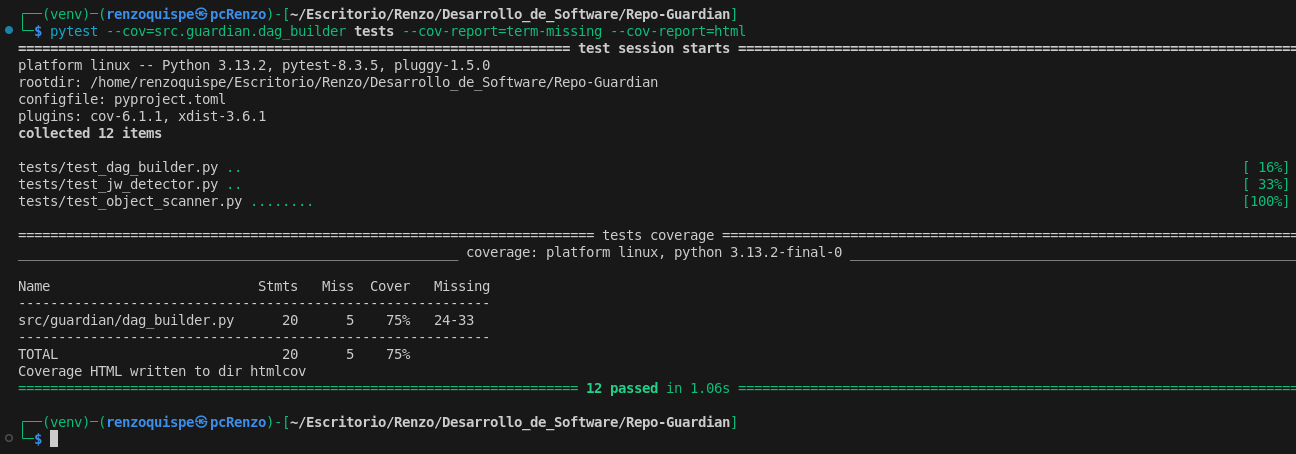 ┌──(venv)─(renzoquispe㉿pcRenzo)-[~/Escritorio/Renzo/Desarrollo_de_Software/Repo-Guardian]
└─$ pytest --cov=src.guardian.dag_builder tests --cov-report=term-missing --cov-report=html
===================================================================== test session starts ======================================================================
platform linux -- Python 3.13.2, pytest-8.3.5, pluggy-1.5.0
rootdir: /home/renzoquispe/Escritorio/Renzo/Desarrollo_de_Software/Repo-Guardian
configfile: pyproject.toml
plugins: cov-6.1.1, xdist-3.6.1
collected 12 items
tests/test_dag_builder.py .. [ 16%]
tests/test_jw_detector.py .. [ 33%]
tests/test_object_scanner.py ........ [100%]
======================================================================== tests coverage ========================================================================
_______________________________________________________ coverage: platform linux, python 3.13.2-final-0 ________________________________________________________
Name                          Stmts   Miss  Cover   Missing
-----------------------------------------------------------
src/guardian/dag_builder.py      20      5    75%   24-33
-----------------------------------------------------------
TOTAL                            20      5    75%
Coverage HTML written to dir htmlcov
====================================================================== 12 passed in 1.06s ======================================================================
┌──(venv)─(renzoquispe㉿pcRenzo)-[~/Escritorio/Renzo/Desarrollo_de_Software/Repo-Guardian]
└─$